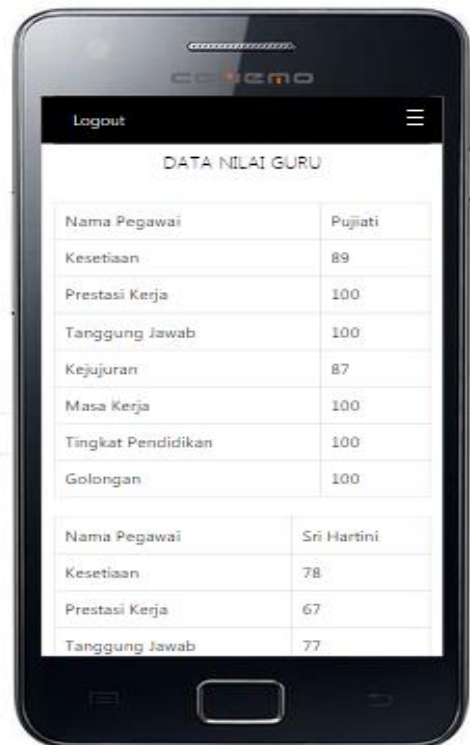 Logout
DATA NILAI GURU
Nama Pegawai Pujiati
Kesetiaan 89
Prestasi Kerja 100
Tanggung Jawab 100
Kejujuran 87
Masa Kerja 100
Tingkat Pendidikan 100
Golongan 100
Nama Pegawai Sri Hartini
Kesetiaan 78
Prestasi Kerja 67
Tanggung Jawab 77